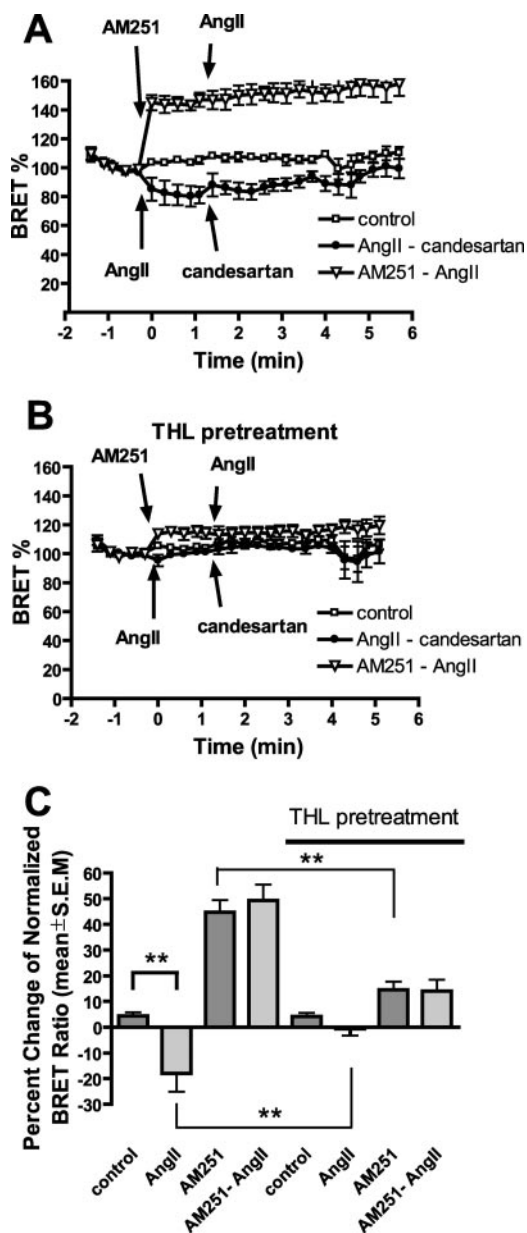 A
AM251
AngII
160
140
120
100
80
60
40
20
0
BRET %
AngII
candesartan
control
AngII - candesartan
AM251 - AngII
-2 -1 0 1 2 3 4 5 6
Time (min)
B
THL pretreatment
AM251
AngII
160
140
120
100
80
60
40
20
0
BRET %
AngII
candesartan
control
AngII - candesartan
AM251 - AngII
-2 -1 0 1 2 3 4 5 6
Time (min)
C
THL pretreatment
Percent Change of Normalized
BRET Ratio (mean±S.E.M)
60
50
40
30
20
10
0
-10
-20
-30
**
**
**
control AngII AM251 AM251- AngII control AngII AM251 AM251 - AngII